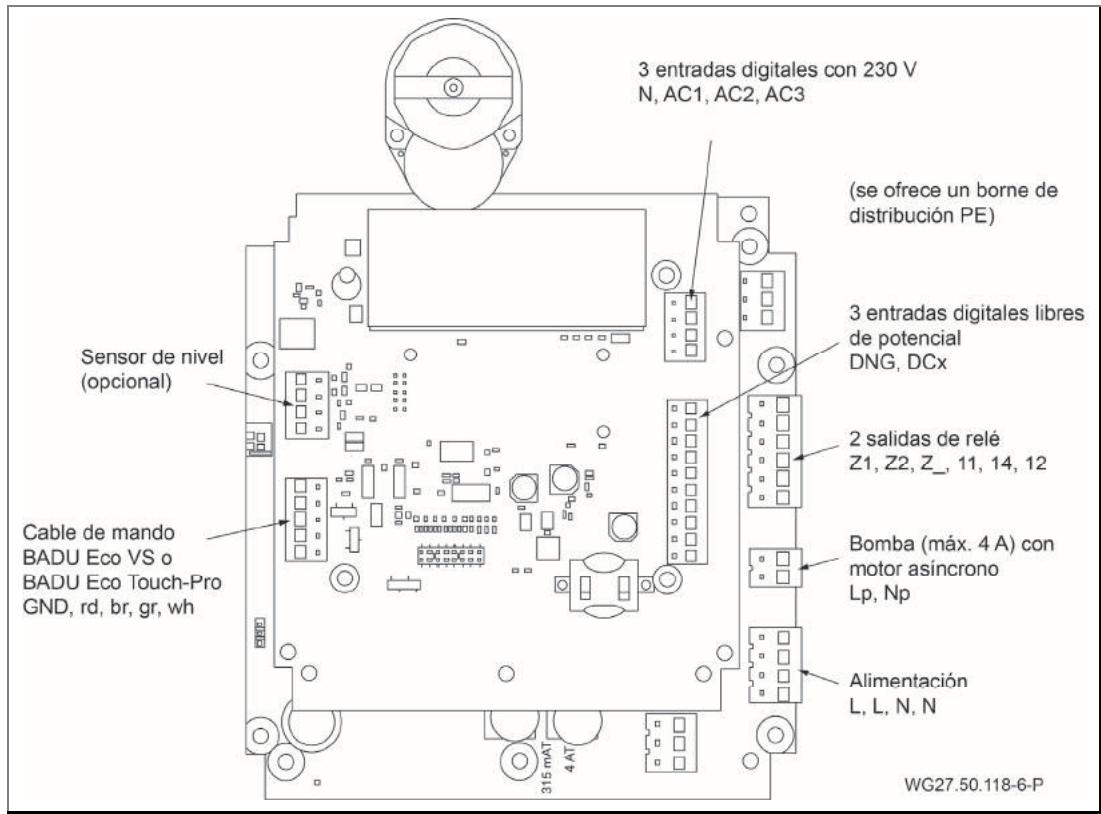 3 entradas digitales con 230 V
N, AC1, AC2, AC3
(se ofrece un borne de
distribución PE)
3 entradas digitales libres
de potencial
DNG, DCx
Sensor de nivel
(opcional)
2 salidas de relé
Z1, Z2, Z_, 11, 14, 12
Cable de mando
BADU Eco VS o
BADU Eco Touch-Pro
GND, rd, br, gr, wh
Bomba (máx. 4 A) con
motor asíncrono
Lp, Np
Alimentación
L, L, N, N
315 mAT
4 AT
WG27.50.118-6-P